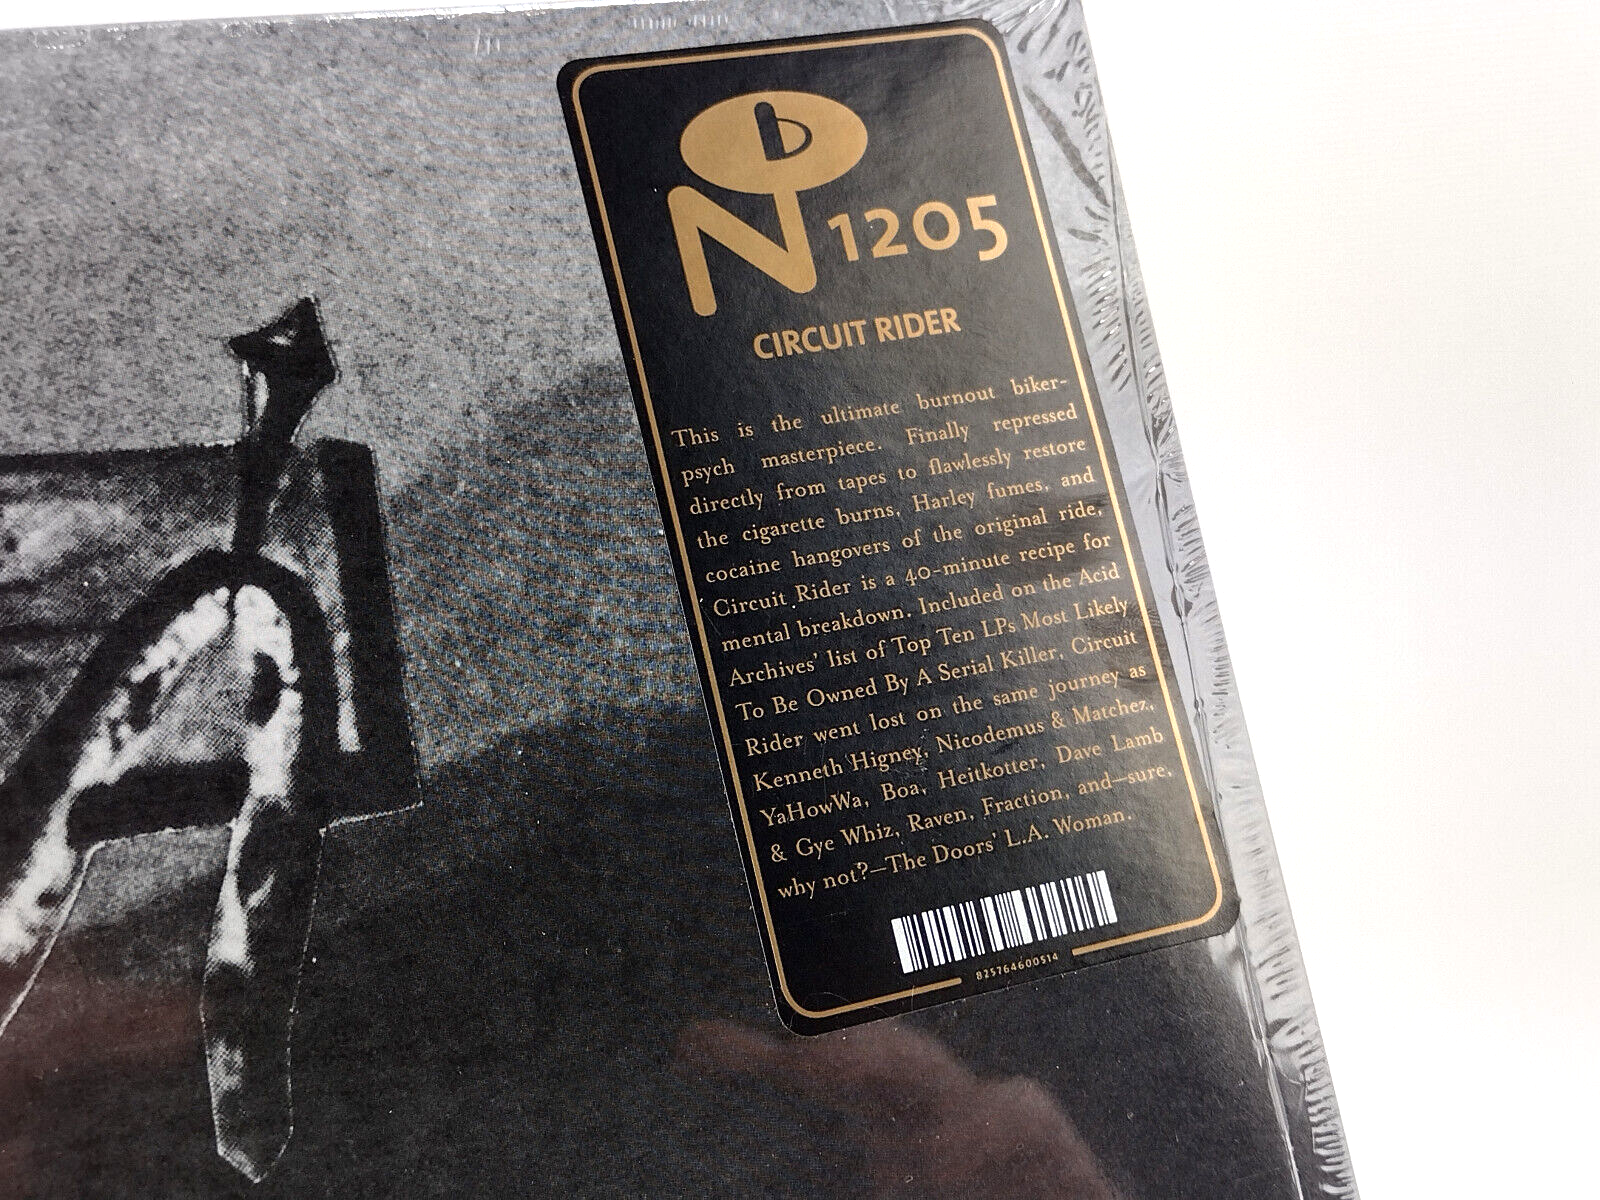 N 1205
CIRCUIT RIDER
This is the ultimate burnout biker-
psych masterpiece. Finally repressed
directly from tapes to flawlessly restore
the cigarette burns, Harley fumes, and
cocaine hangovers of the original ride,
Circuit Rider is a 40-minute recipe for
mental breakdown. Included on the Acid
Archives' list of Top Ten LPs Most Likely
To Be Owned By A Serial Killer, Circuit
Rider went lost on the same journey as
Kenneth Higney, Nicodemus & Matchez,
YaHowWa, Boa, Heitkotter, Dave Lamb
& Gye Whiz, Raven, Fraction, and—sure,
why not?—The Doors' L.A. Woman.
825764600514